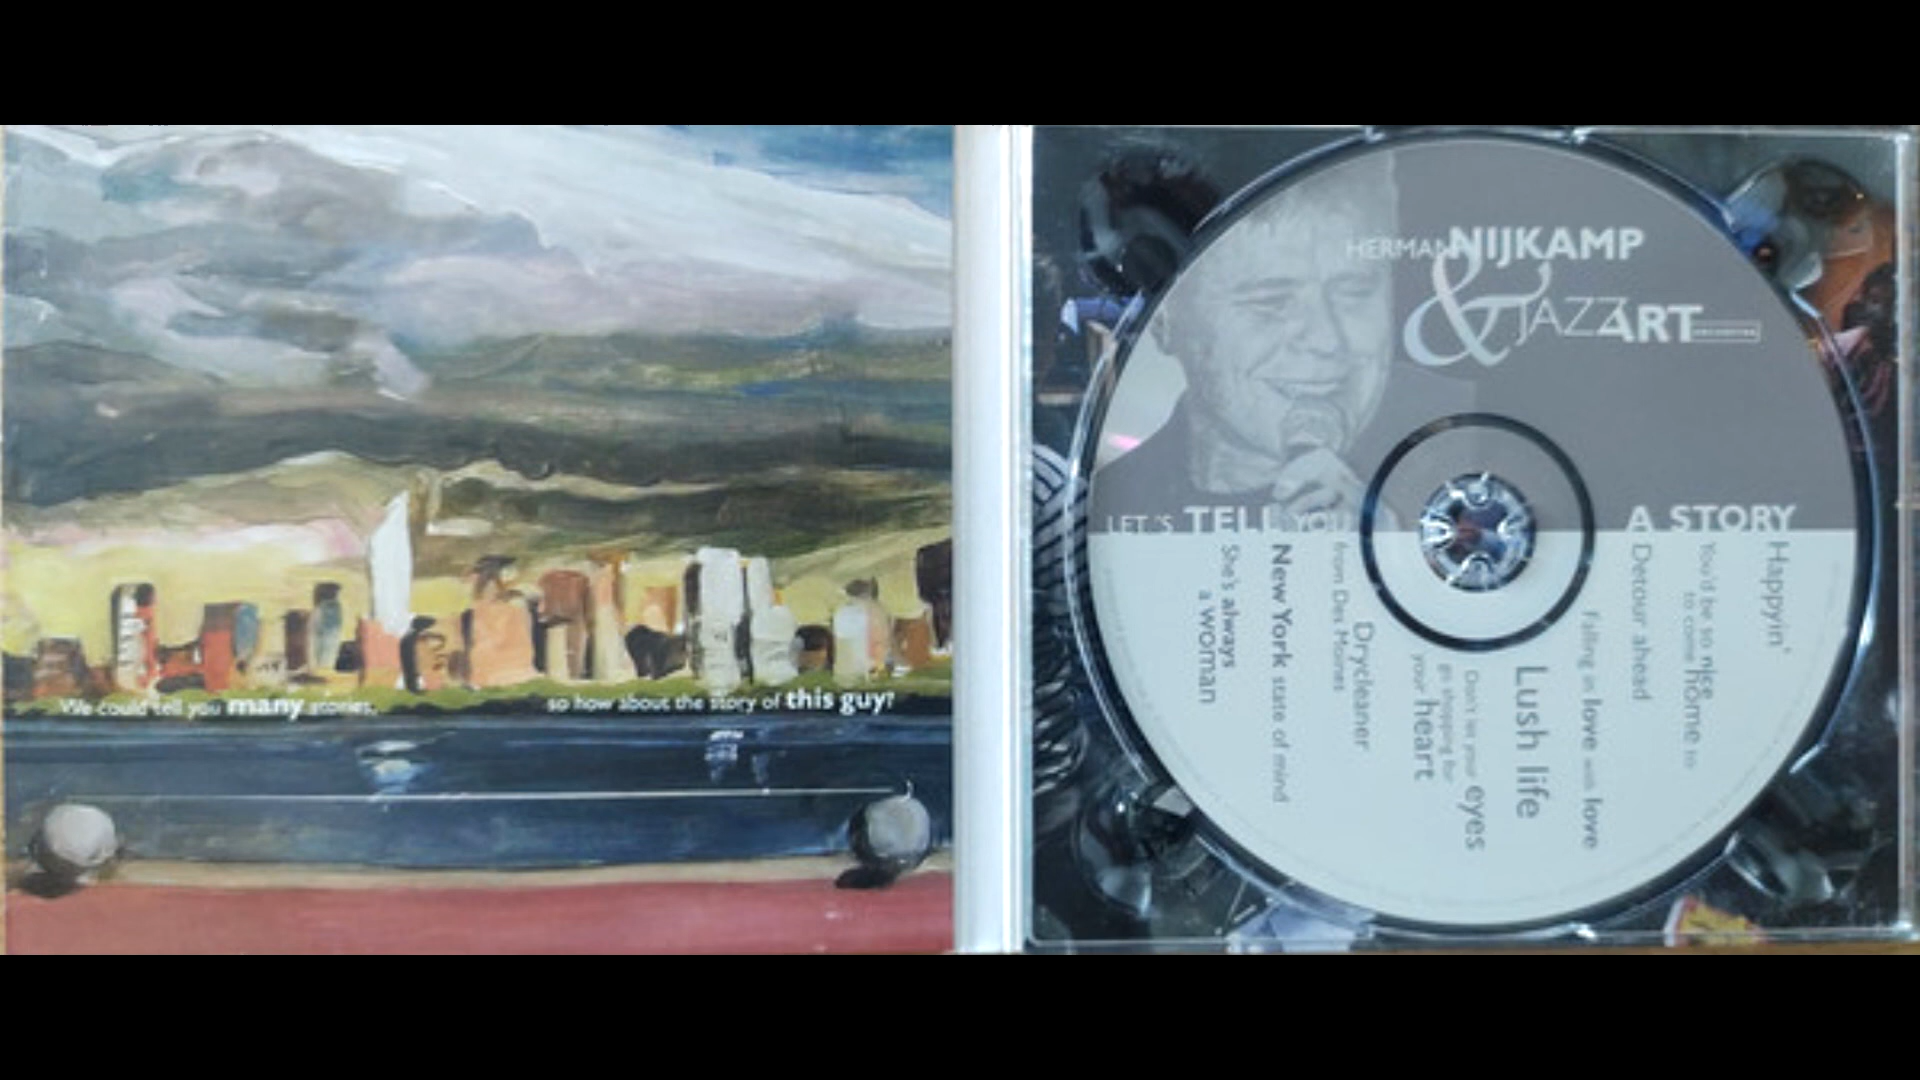 We could tell you many stories,
so how about the story of this guy?
HERMAN NIJKAMP
& JAZZART
LET'S TELL YOU A STORY
Happyin'
You'd be so nice
to come home to
A Detour ahead
Falling in love with love
Lush life
Don't let your eyes
go shopping for
your heart
Drycleaner
from Des Moines
New York state of mind
She's always
a woman